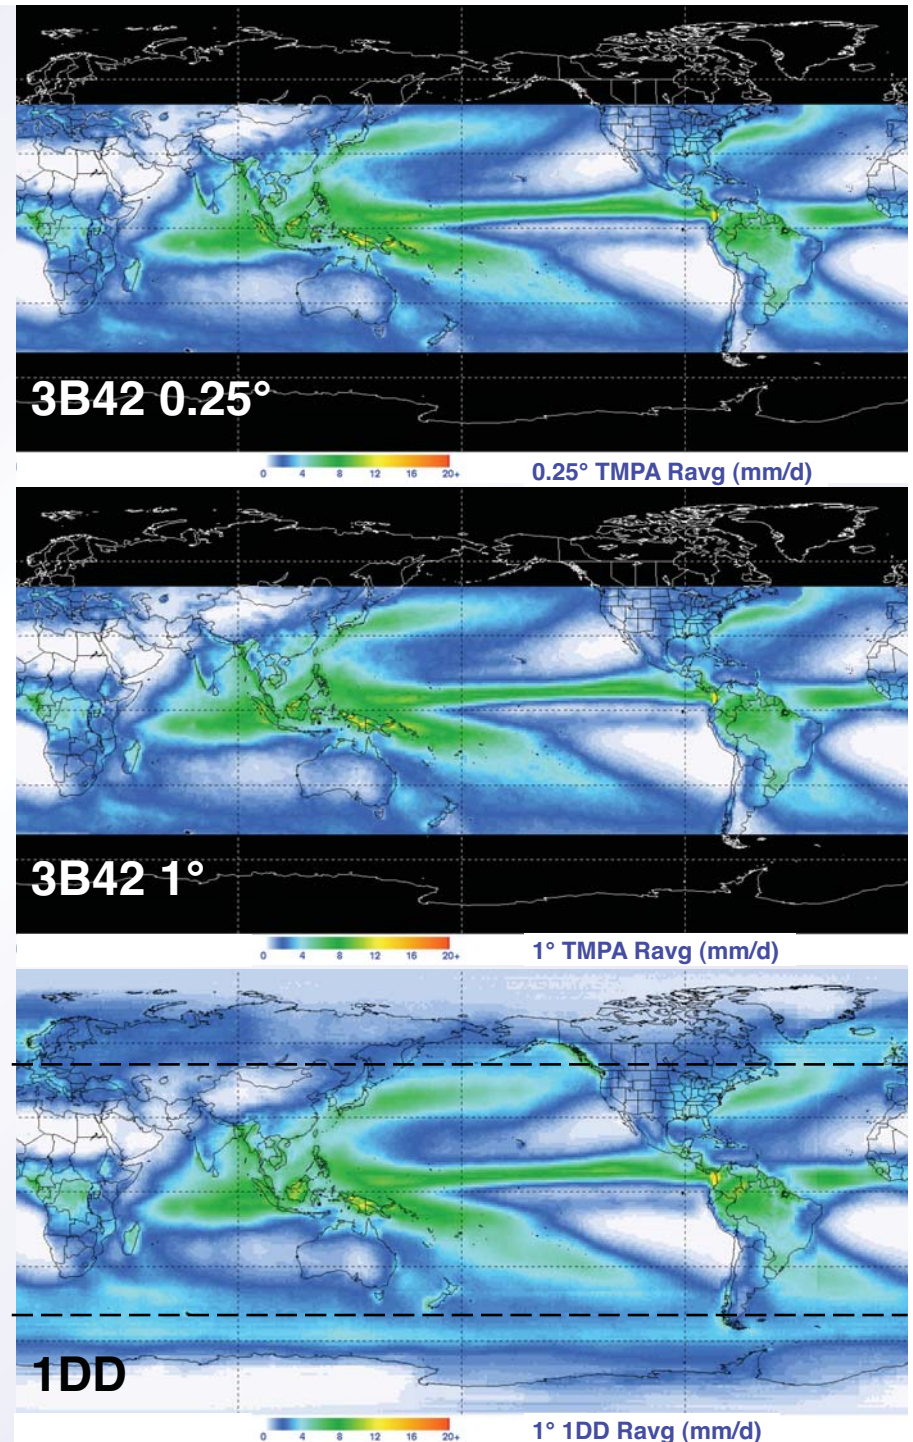 3B42 0.25°
0 4 8 12 16 20+
0.25° TMPA Ravg (mm/d)
3B42 1°
0 4 8 12 16 20+
1° TMPA Ravg (mm/d)
1DD
0 4 8 12 16 20+
1° 1DD Ravg (mm/d)